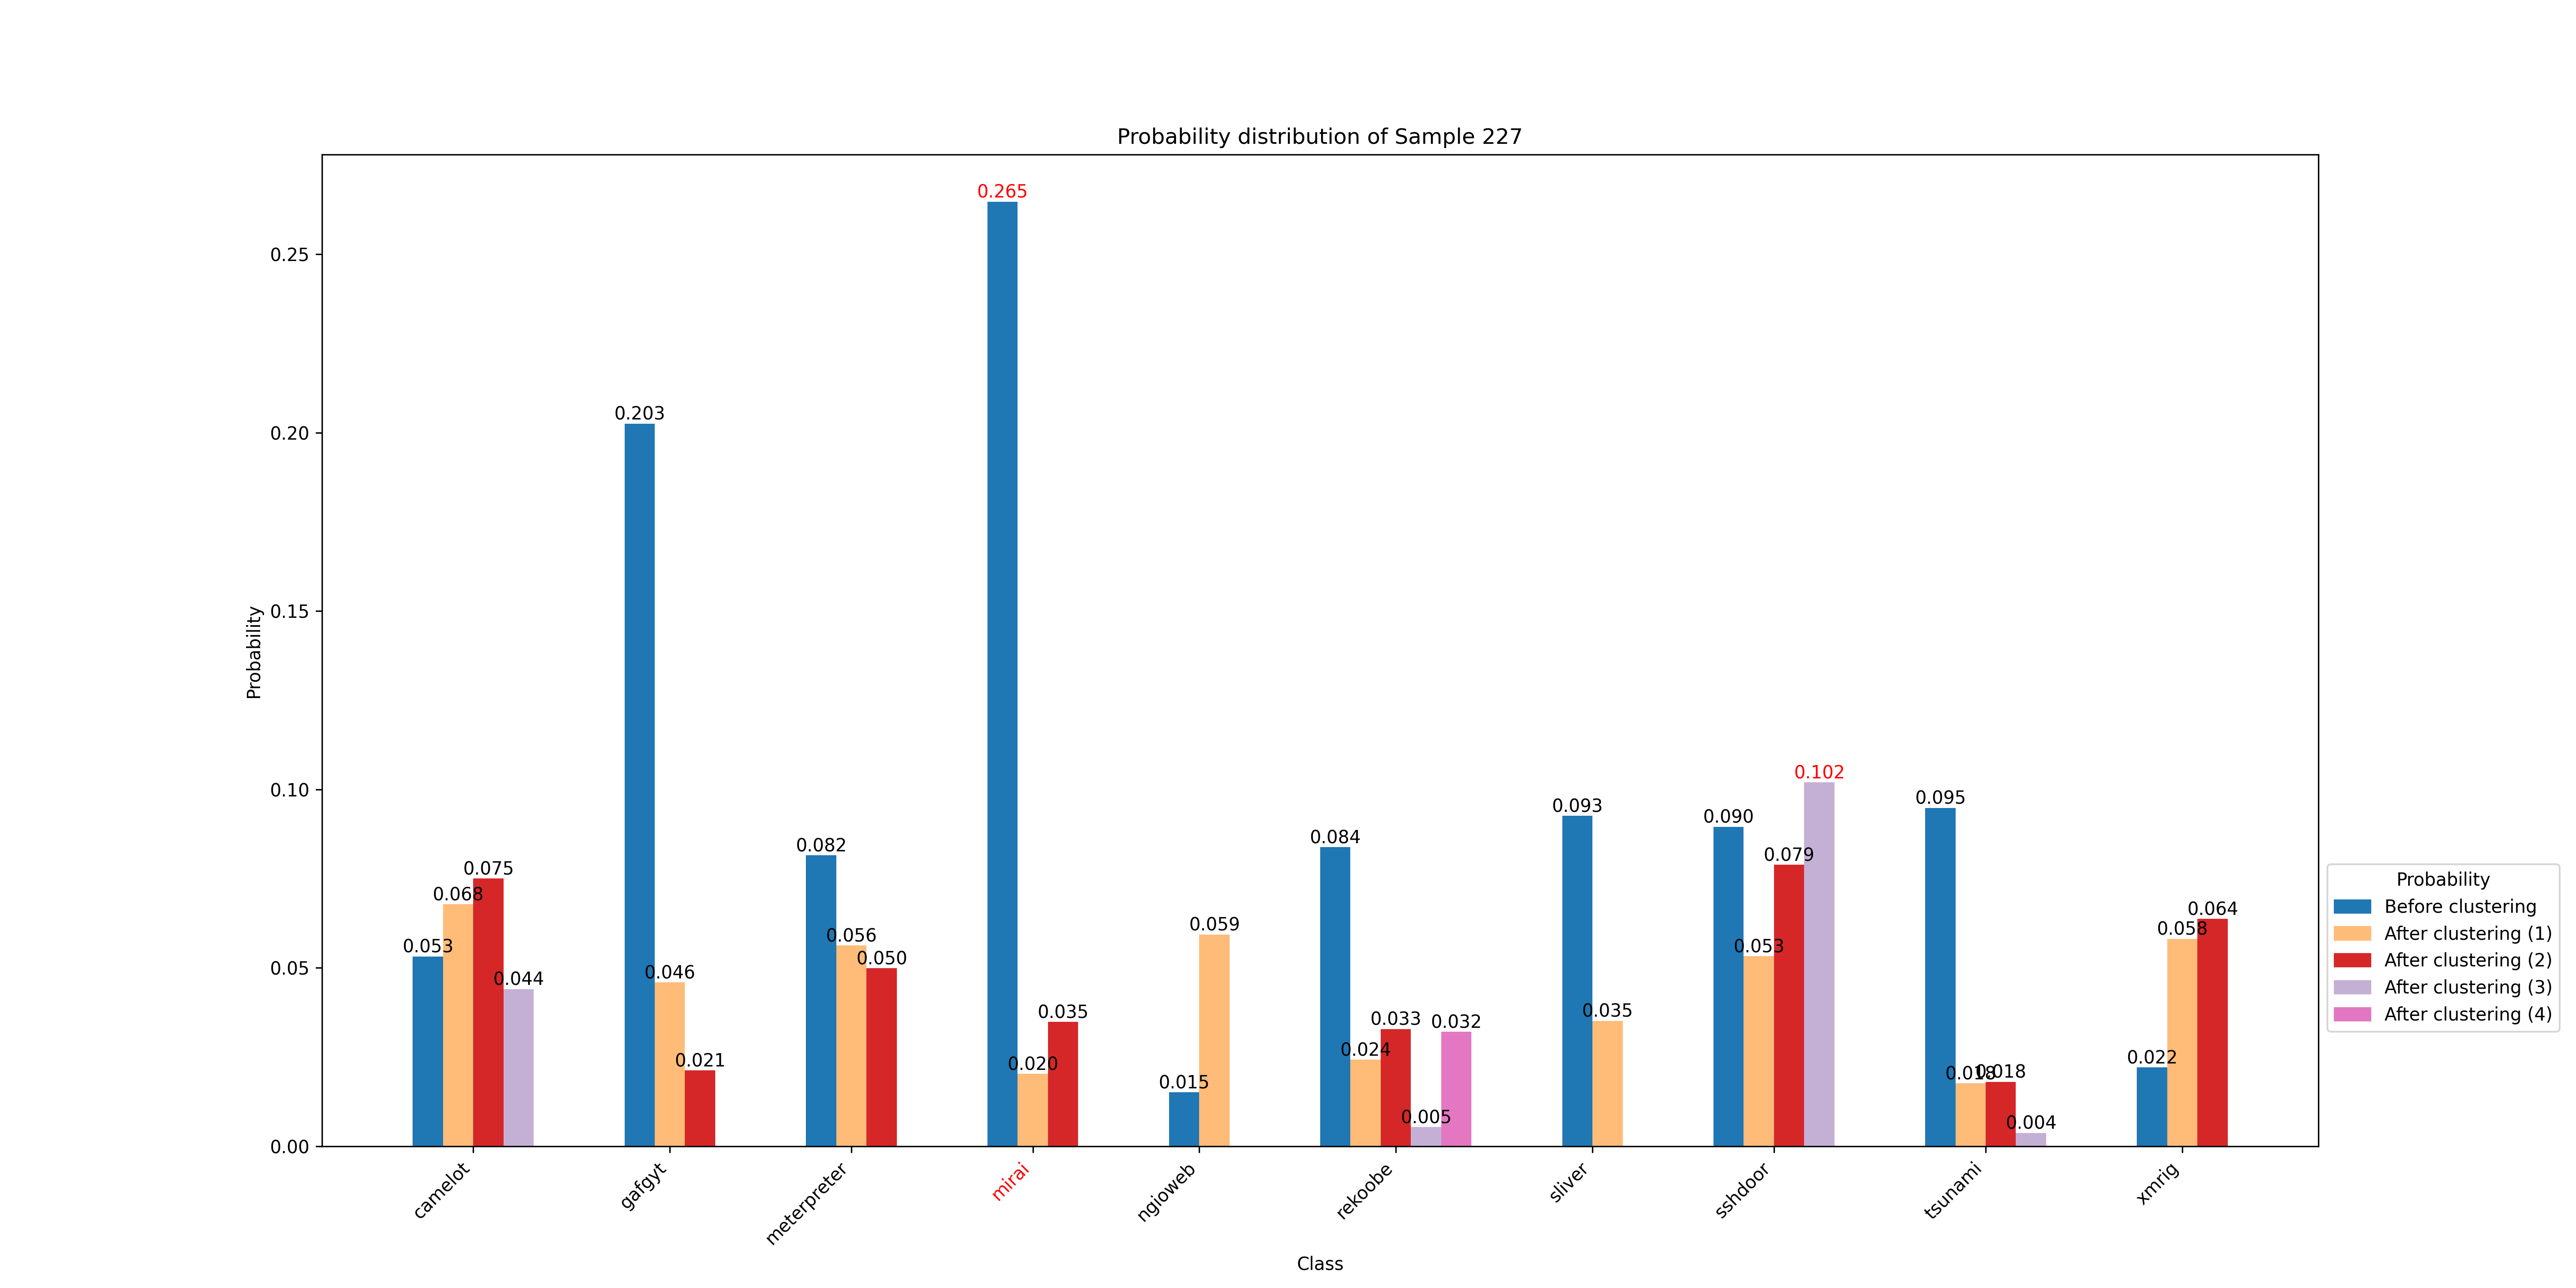 Probability distribution of Sample 227
Probability
0.25
0.20
0.15
0.10
0.05
0.00
0.053
0.068
0.075
0.044
0.203
0.046
0.021
0.082
0.056
0.050
0.265
0.020
0.035
0.015
0.059
0.084
0.024
0.033
0.005
0.032
0.093
0.035
0.090
0.053
0.079
0.102
0.095
0.018
0.018
0.004
0.022
0.058
0.064
camelot
gafgyt
meterpreter
mirai
ngioweb
rekoobe
sliver
sshdoor
tsunami
xmrig
Class
Probability
Before clustering
After clustering (1)
After clustering (2)
After clustering (3)
After clustering (4)